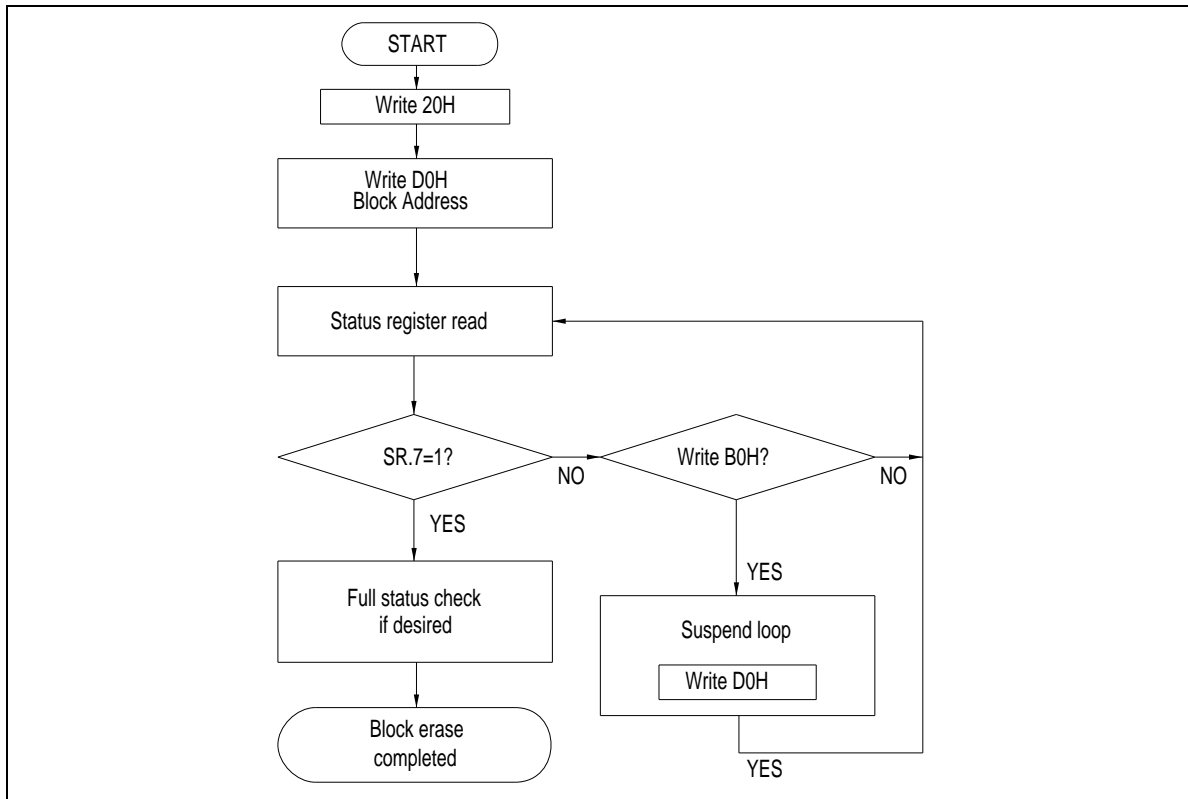 START
Write 20H
Write D0H
Block Address
Status register read
SR.7=1?
NO
Write B0H?
NO
YES
YES
Full status check
if desired
Suspend loop
Write D0H
Block erase
completed
YES